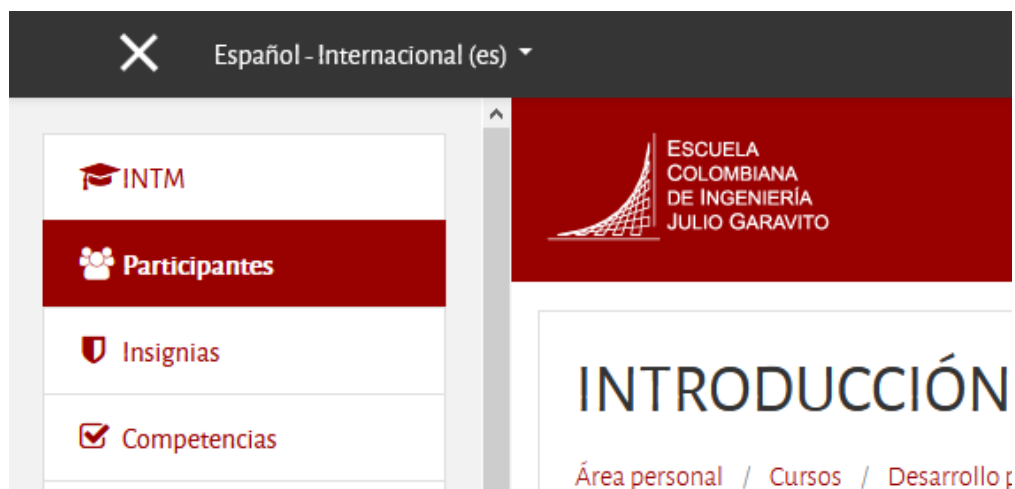 Español - Internacional (es)
INTM
Participantes
Insignias
Competencias
ESCUELA
COLOMBIANA
DE INGENIERÍA
JULIO GARAVITO
INTRODUCCIÓN
Área personal / Cursos / Desarrollo p